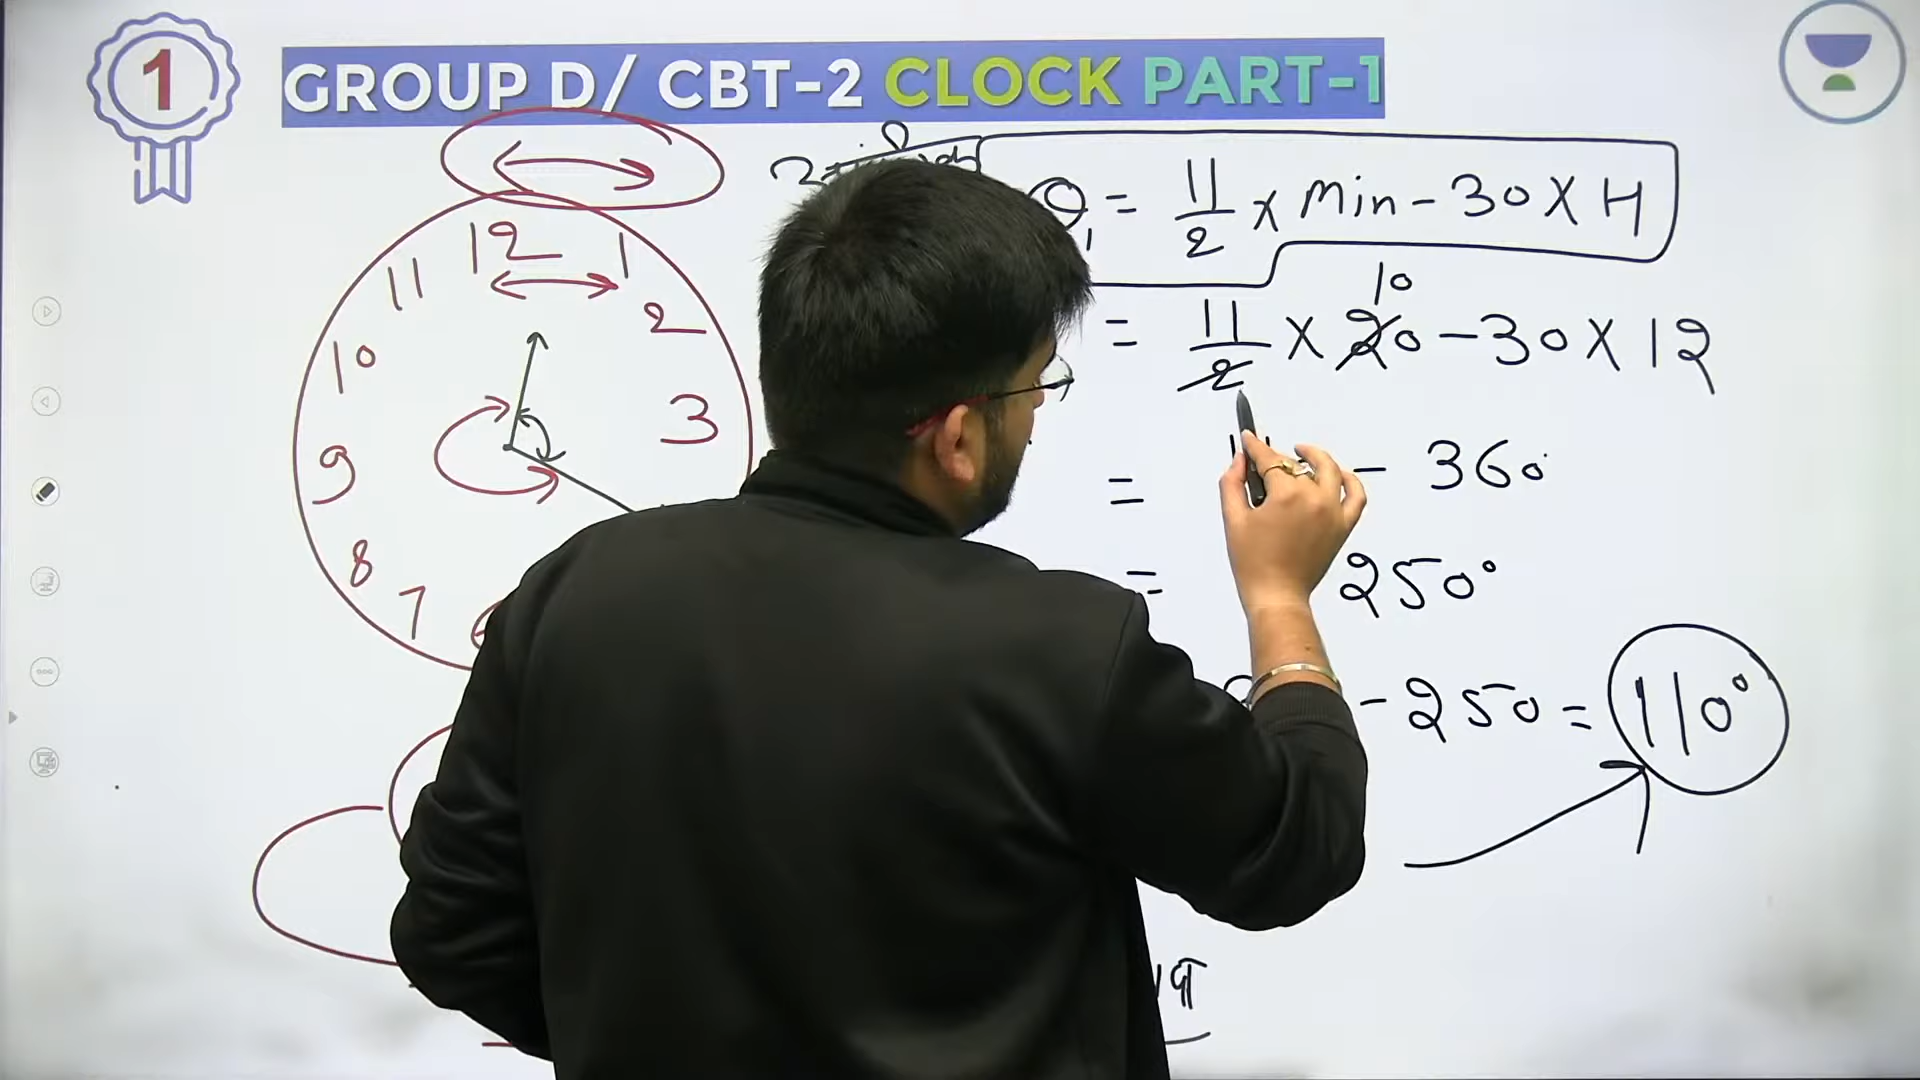 1
GROUP D/ CBT-2 CLOCK PART-1
θ₁ = 11/2 × Min - 30 × H
10
= 11/2 × 20 - 30 × 12
= - 360
= 250°
- 250 = 110°
12
1
2
3
7
8
9
10
11